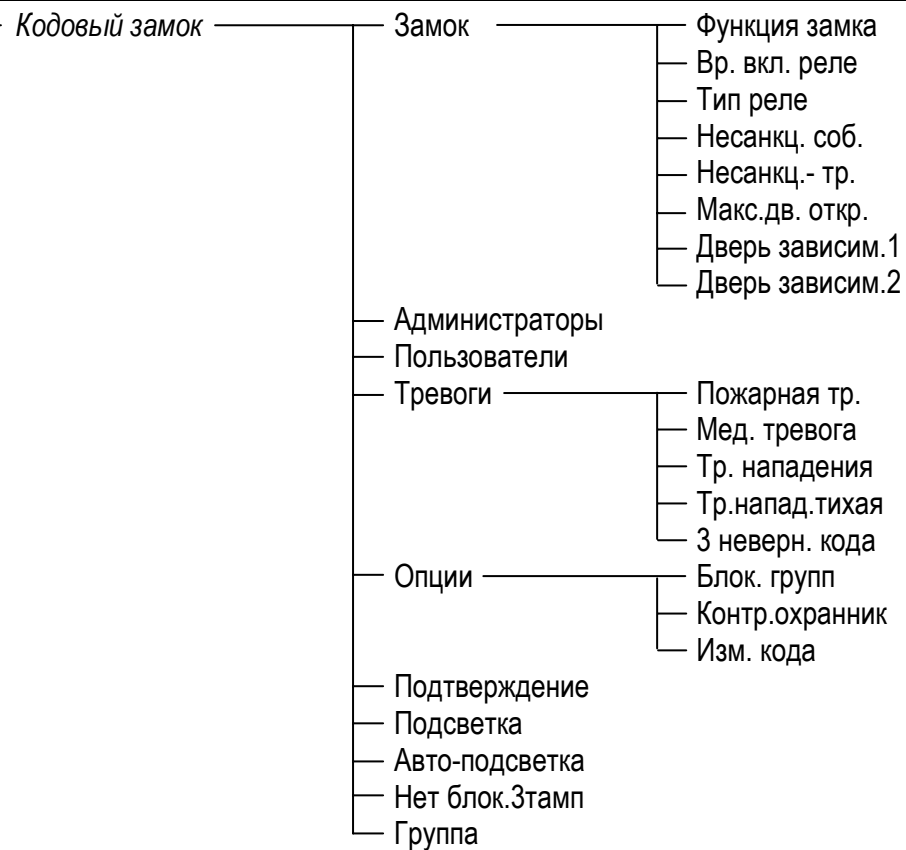 Кодовый замок Замок Функция замка
Вр. вкл. реле
Тип реле
Несанкц. соб.
Несанкц.- тр.
Макс.дв. откр.
Дверь зависим.1
Дверь зависим.2
Администраторы
Пользователи
Тревоги Пожарная тр.
Мед. тревога
Тр. нападения
Тр.напад.тихая
3 неверн. кода
Опции Блок. групп
Контр.охранник
Изм. кода
Подтверждение
Подсветка
Авто-подсветка
Нет блок.3тамп
Группа